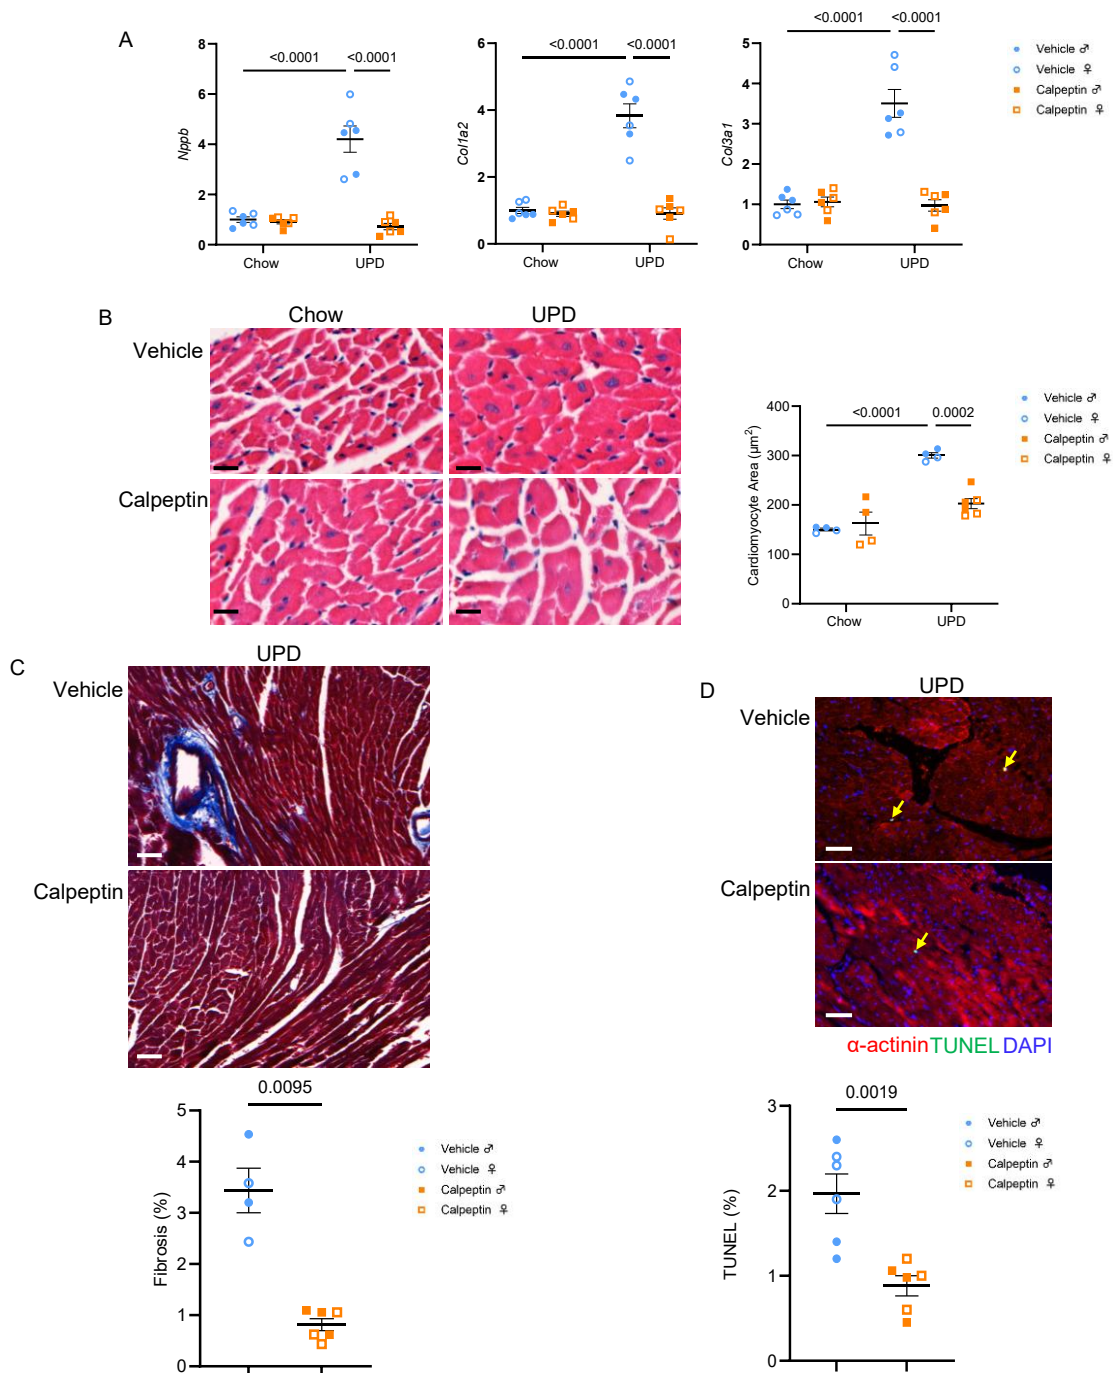 A
Nppb
8
6
4
2
0
<0.0001 <0.0001
Chow UPD
Col1a2
6
4
2
0
<0.0001 <0.0001
Chow UPD
Col3a1
5
4
3
2
1
0
<0.0001 <0.0001
Chow UPD
Vehicle ♂
Vehicle ♀
Calpeptin ♂
Calpeptin ♀
B
Chow UPD
Vehicle
Calpeptin
Cardiomyocyte Area (µm²)
400
300
200
100
0
<0.0001 0.0002
Chow UPD
Vehicle ♂
Vehicle ♀
Calpeptin ♂
Calpeptin ♀
C
UPD
Vehicle
Calpeptin
Fibrosis (%)
5
4
3
2
1
0
0.0095
Vehicle ♂
Vehicle ♀
Calpeptin ♂
Calpeptin ♀
D
UPD
Vehicle
Calpeptin
α-actinin TUNEL DAPI
TUNEL (%)
3
2
1
0
0.0019
Vehicle ♂
Vehicle ♀
Calpeptin ♂
Calpeptin ♀